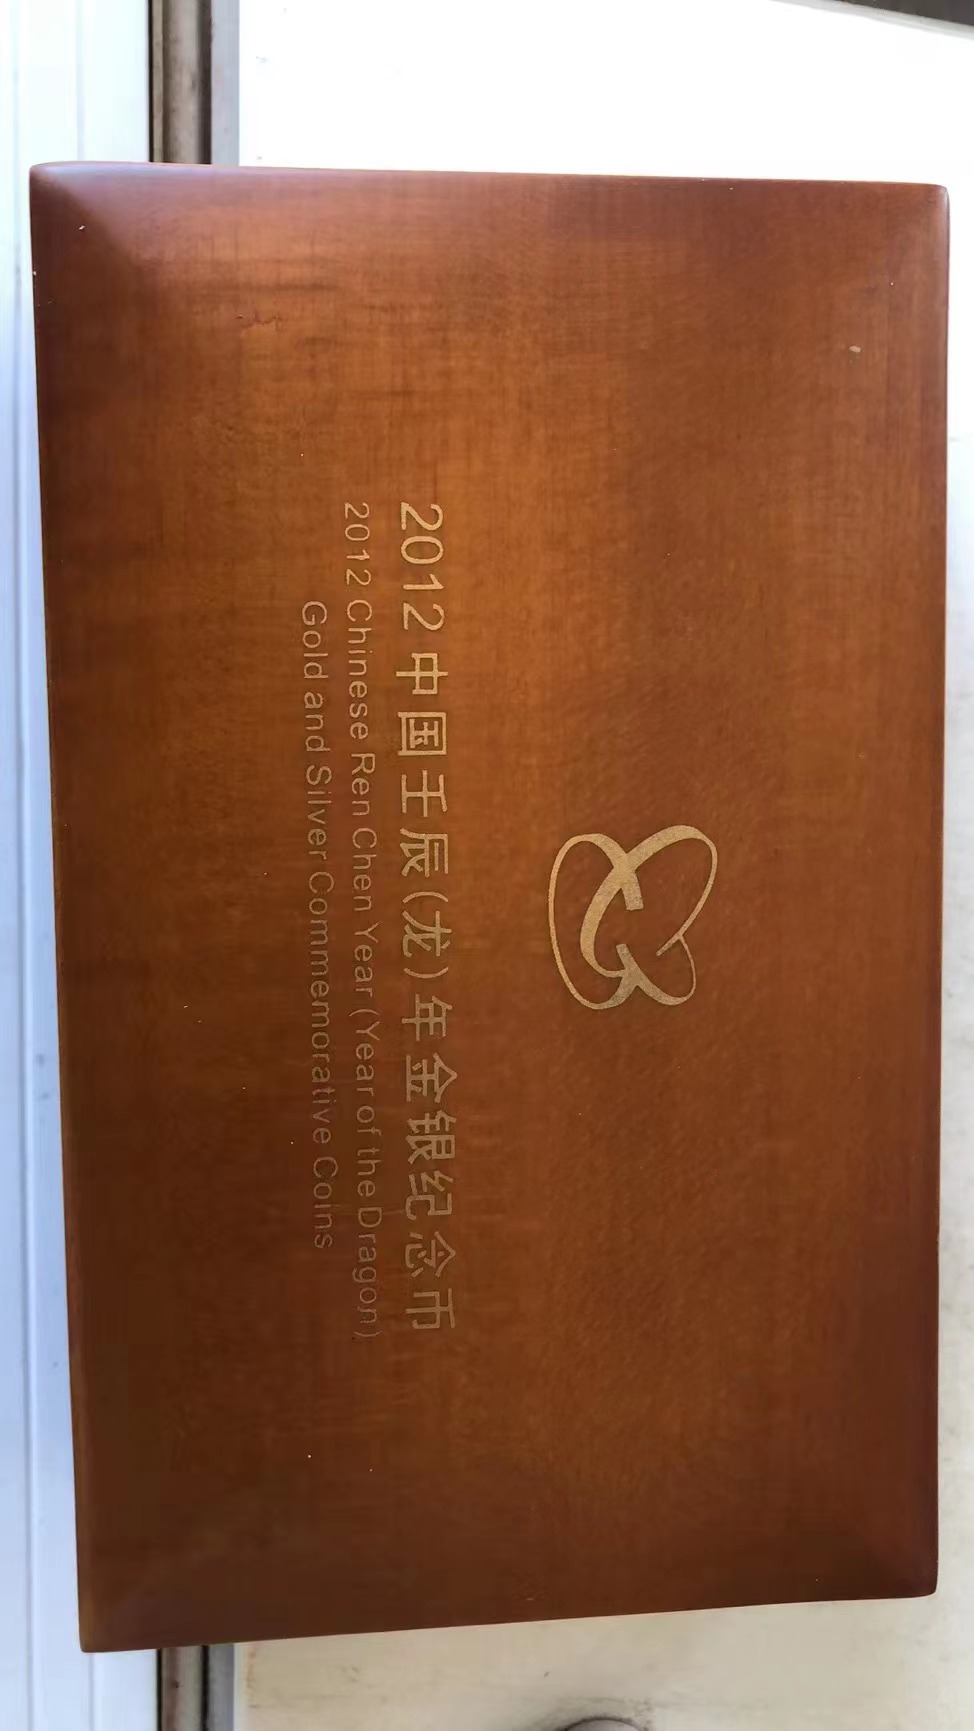 2012中国壬辰(龙)年金银纪念币
2012 Chinese Ren Chen Year (Year of the Dragon)
Gold and Silver Commemorative Coins